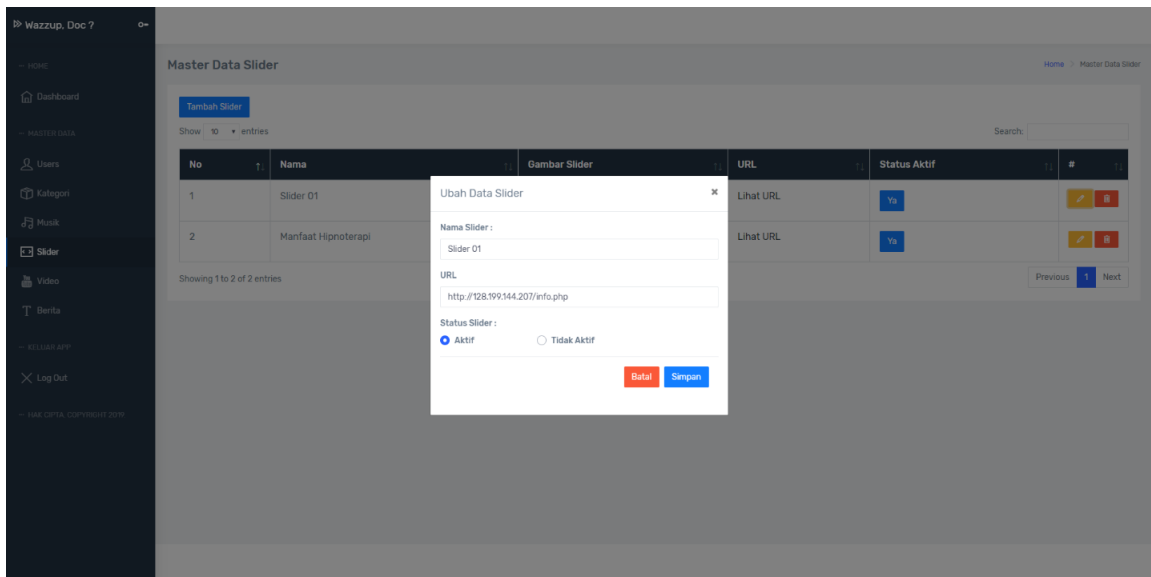 Wazzup, Doc ?
— HOME
Dashboard
— MASTER DATA
Users
Kategori
Musik
Slider
Video
Berita
— KELUAR APP
Log Out
— HAK CIPTA. COPYRIGHT 2019
Master Data Slider
Home > Master Data Slider
Tambah Slider
Show 10 entries
Search:
No Nama Gambar Slider URL Status Aktif #
1 Slider 01 Lihat URL Ya
2 Manfaat Hipnoterapi Lihat URL Ya
Showing 1 to 2 of 2 entries
Previous 1 Next
Ubah Data Slider ×
Nama Slider :
Slider 01
URL
http://128.199.144.207/info.php
Status Slider :
Aktif Tidak Aktif
Batal Simpan